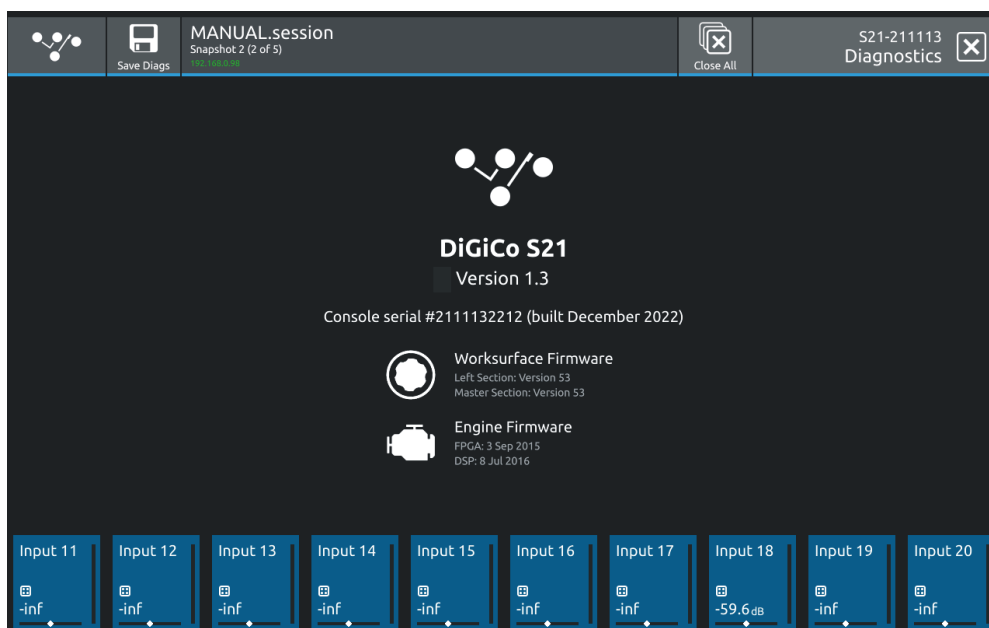 MANUAL.session
Snapshot 2 (2 of 5)
192.168.0.98
Save Diags
Close All
S21-211113
Diagnostics
DiGiCo S21
Version 1.3
Console serial #2111132212 (built December 2022)
Worksurface Firmware
Left Section: Version 53
Master Section: Version 53
Engine Firmware
FPGA: 3 Sep 2015
DSP: 8 Jul 2016
Input 11 Input 12 Input 13 Input 14 Input 15 Input 16 Input 17 Input 18 Input 19 Input 20
-inf -inf -inf -inf -inf -inf -inf -59.6 dB -inf -inf